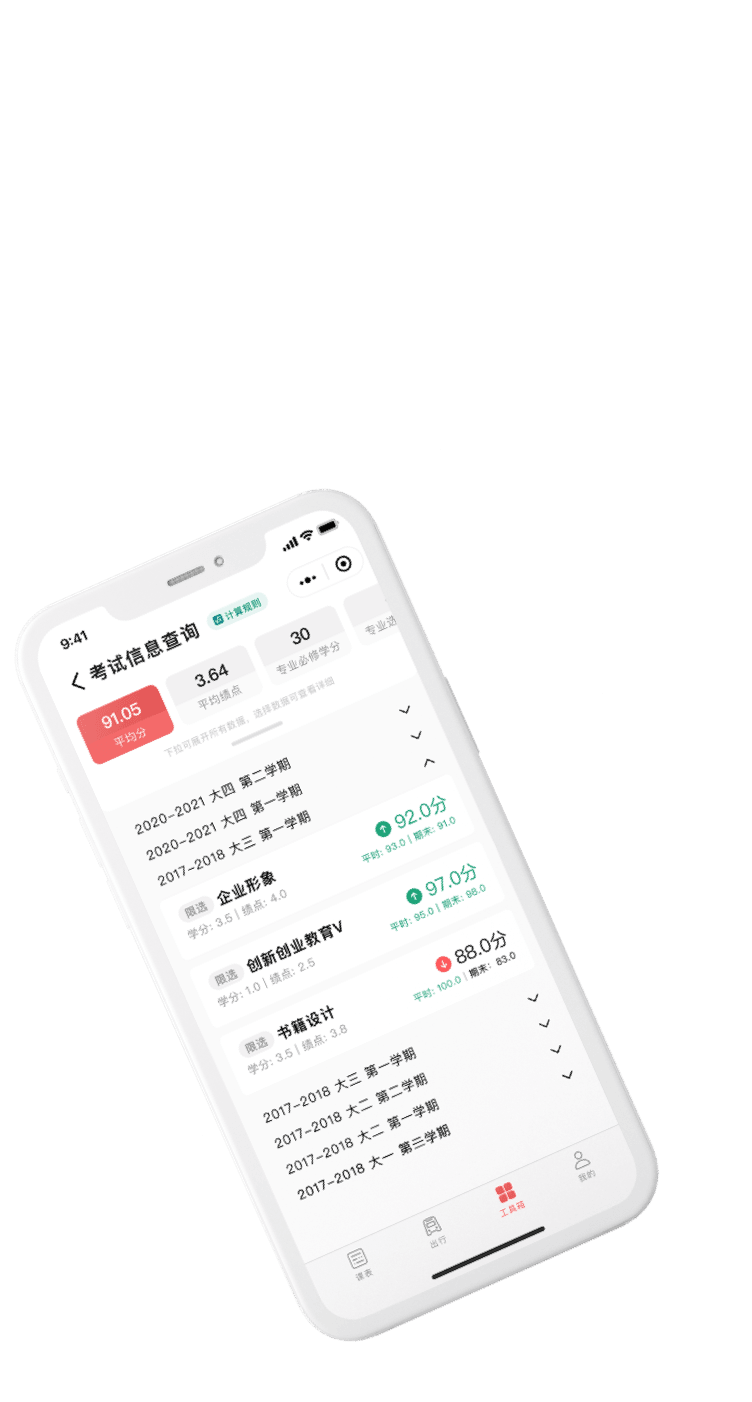 9:41
考试信息查询 计算规则
91.05
平均分
3.64
平均绩点
30
专业必修学分
专业选
下拉可展开所有数据，选择数据可查看详细
2020-2021 大四 第二学期
2020-2021 大四 第一学期
2017-2018 大三 第一学期
限选 企业形象
学分: 3.5 | 绩点: 4.0
92.0分
平时: 93.0 | 期末: 91.0
限选 创新创业教育V
学分: 1.0 | 绩点: 2.5
97.0分
平时: 95.0 | 期末: 98.0
限选 书籍设计
学分: 3.5 | 绩点: 3.8
88.0分
平时: 100.0 | 期末: 83.0
2017-2018 大三 第一学期
2017-2018 大二 第二学期
2017-2018 大二 第一学期
2017-2018 大一 第三学期
课表
出行
工具箱
我的